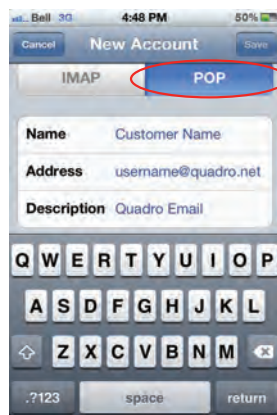 Bell 3G 4:48 PM 50%
Cancel New Account Save
IMAP POP
Name Customer Name
Address username@quadro.net
Description Quadro Email
Q W E R T Y U I O P
A S D F G H J K L
Z X C V B N M
.?123 space return